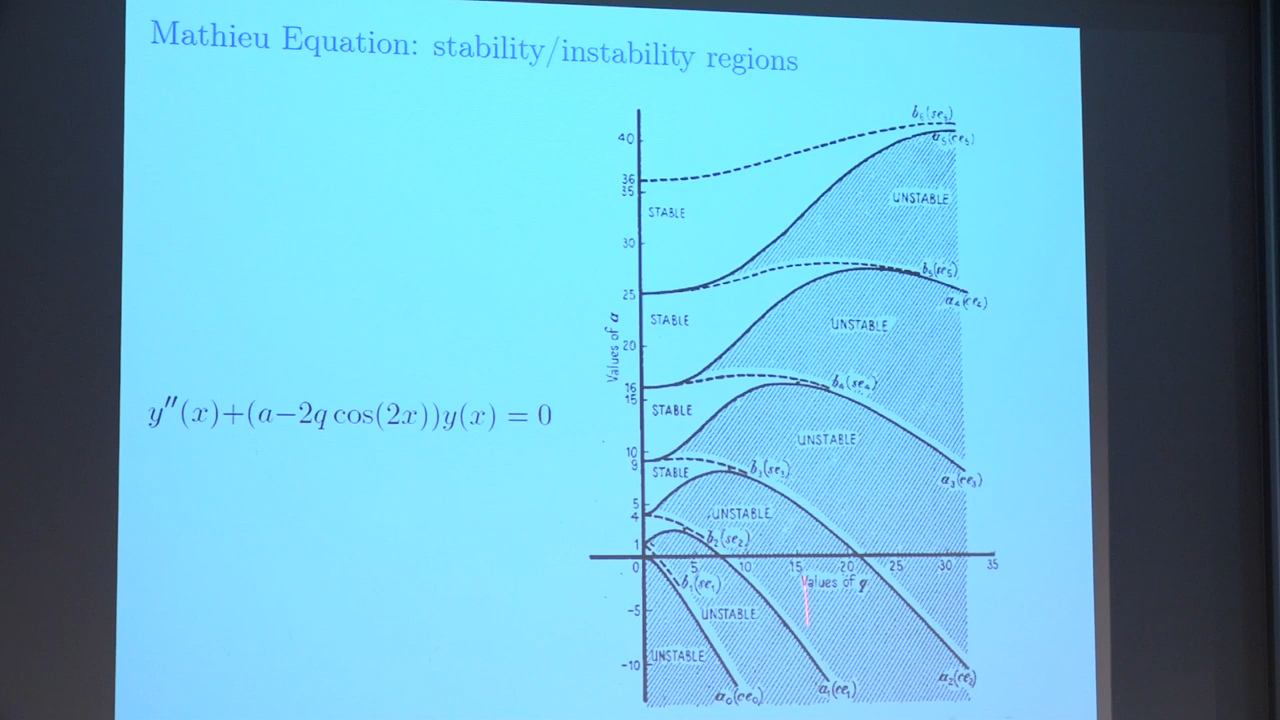 Mathieu Equation: stability/instability regions
y''(x)+(a−2q cos(2x))y(x) = 0
Values of a
40
36
35
30
25
20
16
15
10
9
5
4
1
0
−5
−10
5
10
15
20
25
30
35
Values of q
STABLE
UNSTABLE
STABLE
UNSTABLE
STABLE
UNSTABLE
STABLE
UNSTABLE
UNSTABLE
UNSTABLE
a₅(ce₅)
b₅(se₅)
a₄(ce₄)
b₄(se₄)
a₃(ce₃)
b₃(se₃)
b₂(se₂)
b₁(se₁)
a₂(ce₂)
a₁(ce₁)
a₀(ce₀)